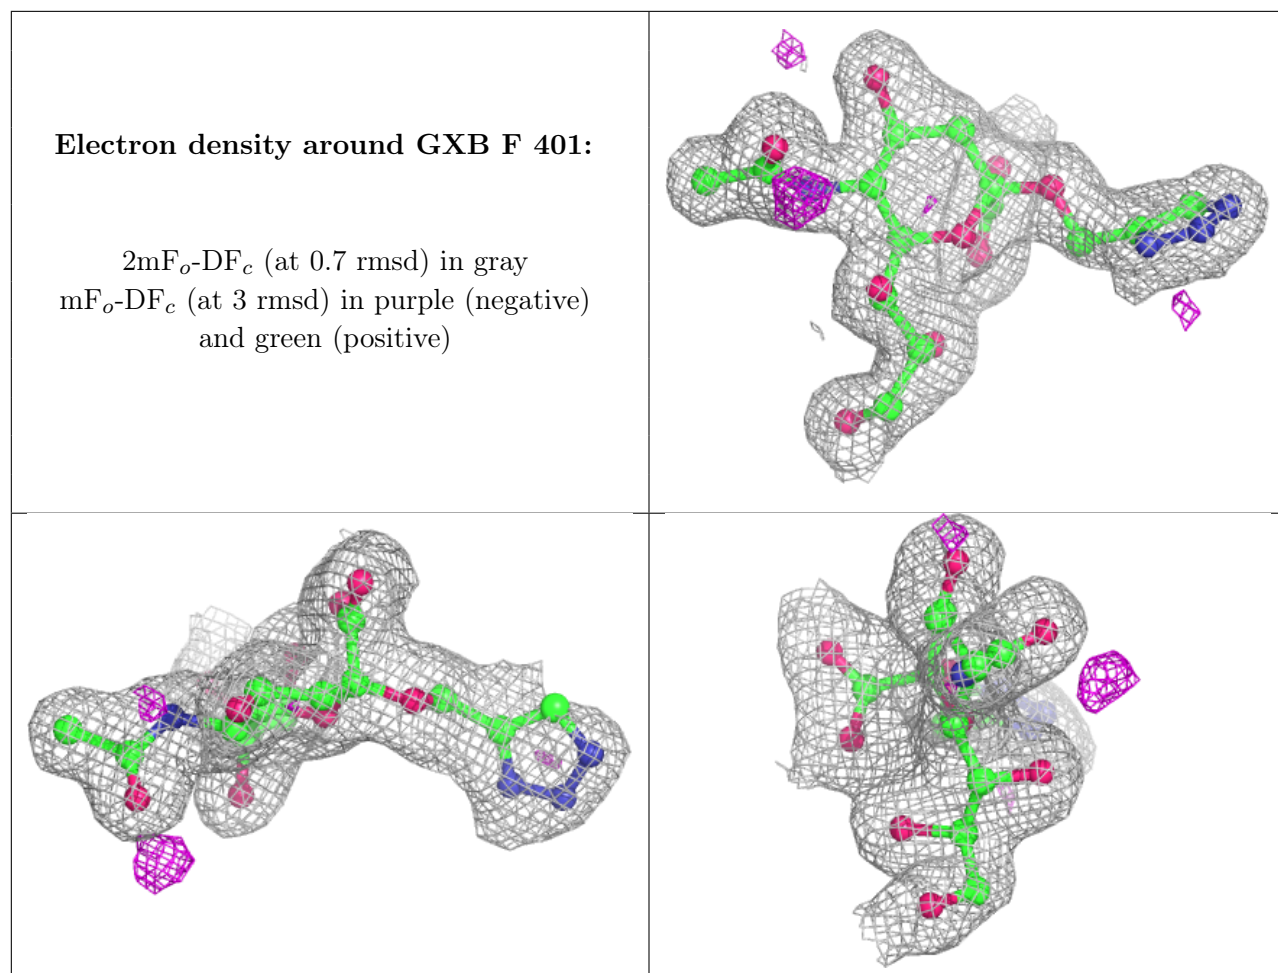 Electron density around GXB F 401:
2mFo-DFc (at 0.7 rmsd) in gray
mFo-DFc (at 3 rmsd) in purple (negative)
and green (positive)